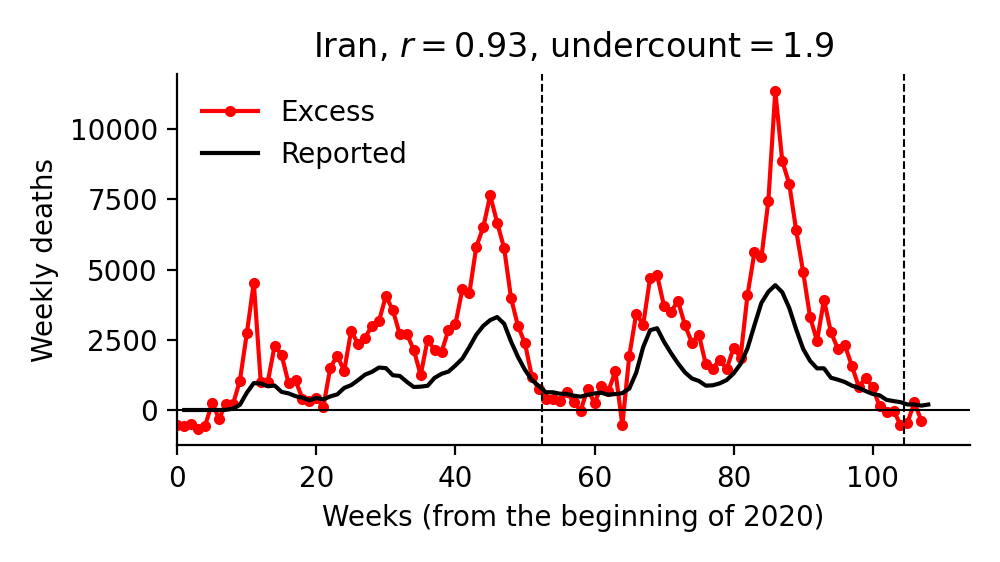 Iran, r = 0.93, undercount = 1.9
Excess
Reported
Weekly deaths
10000
7500
5000
2500
0
0 20 40 60 80 100
Weeks (from the beginning of 2020)